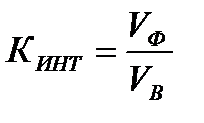 К_ИНТ = V_Ф / V_В